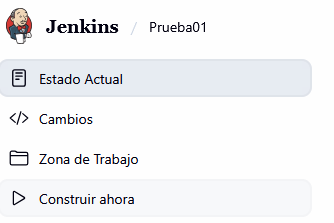 Jenkins / Prueba01
Estado Actual
Cambios
Zona de Trabajo
Construir ahora